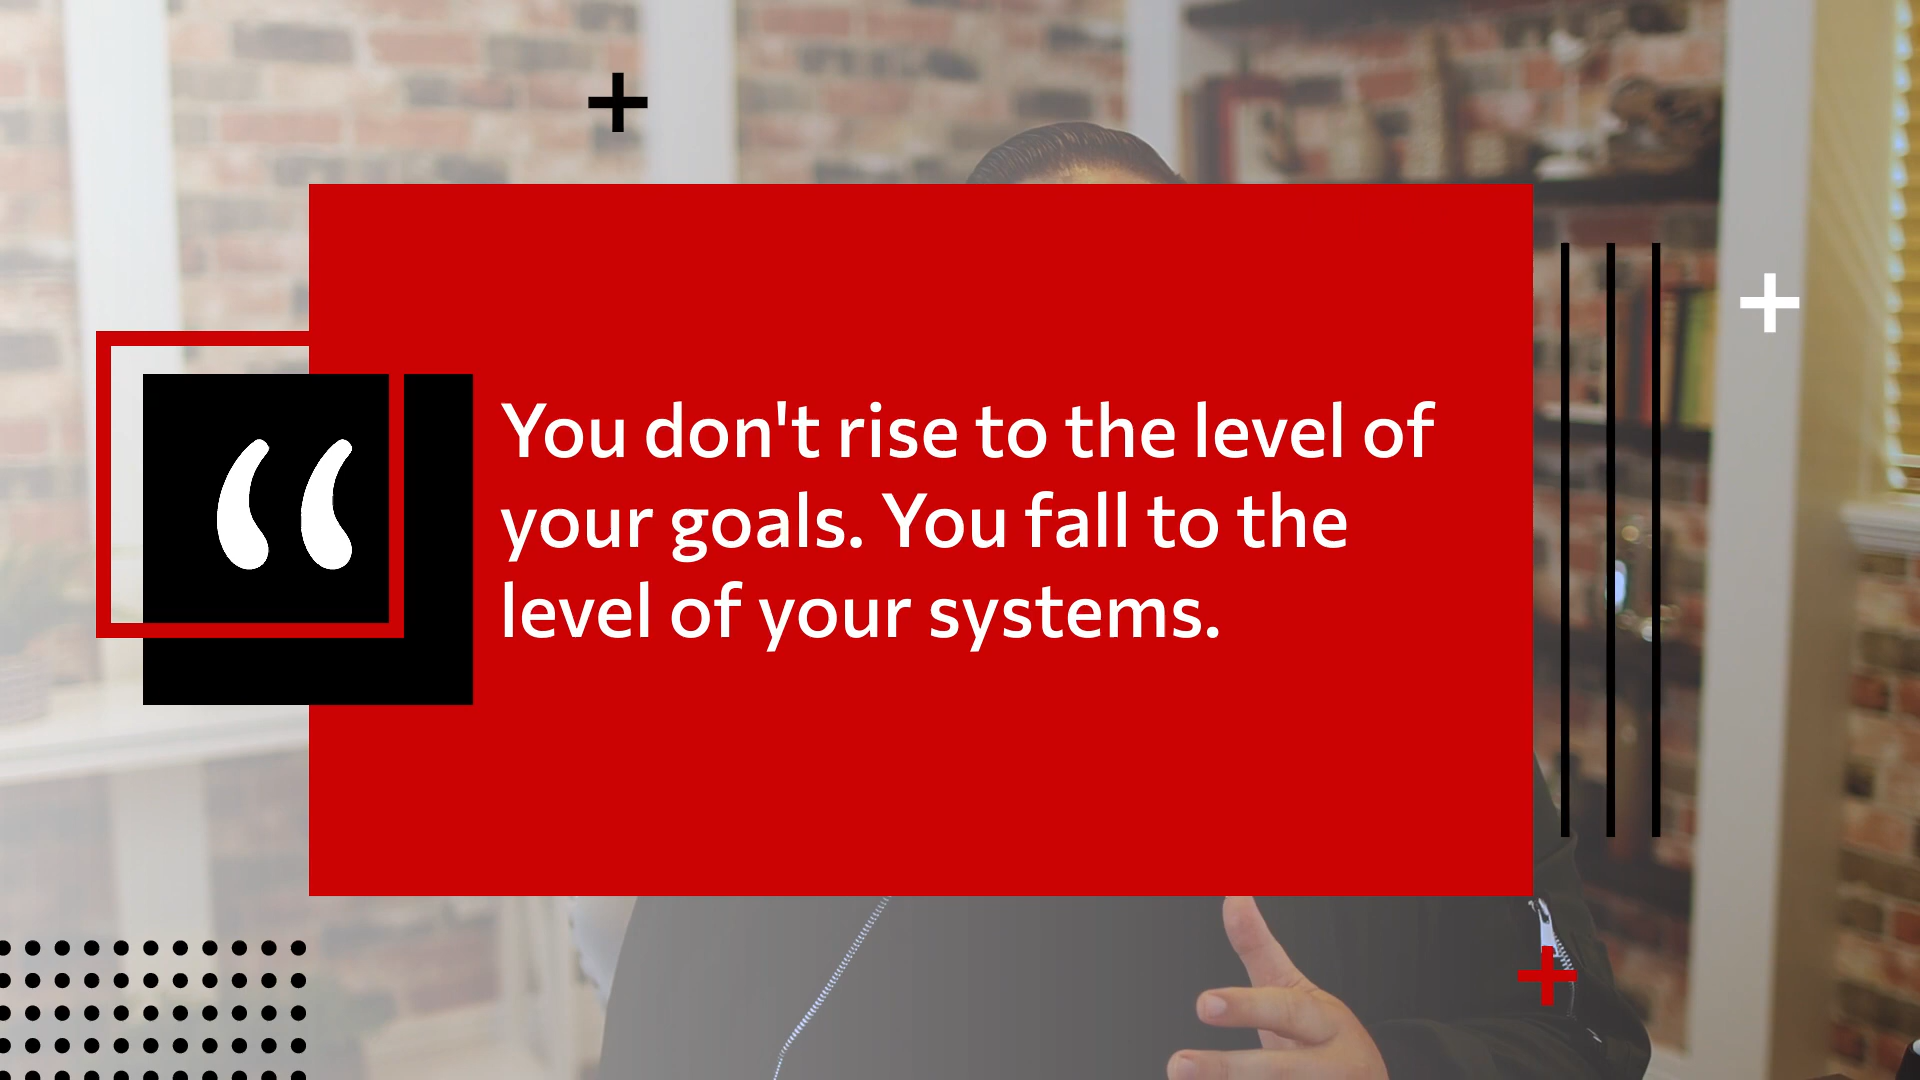 “
You don't rise to the level of
your goals. You fall to the
level of your systems.